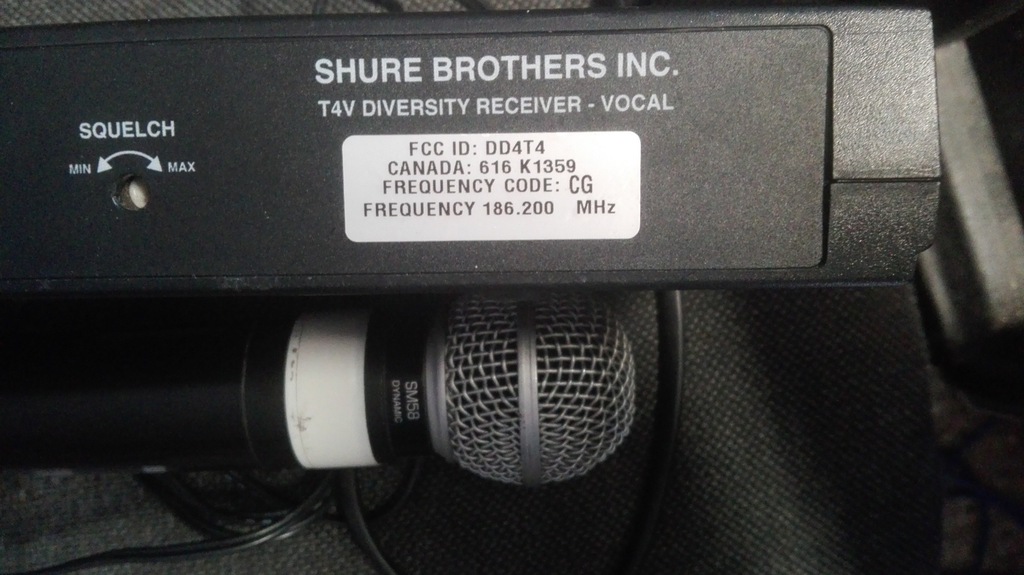 SHURE BROTHERS INC.
T4V DIVERSITY RECEIVER - VOCAL
SQUELCH
MIN MAX
FCC ID: DD4T4
CANADA: 616 K1359
FREQUENCY CODE: CG
FREQUENCY 186.200 MHz
SM58
DYNAMIC